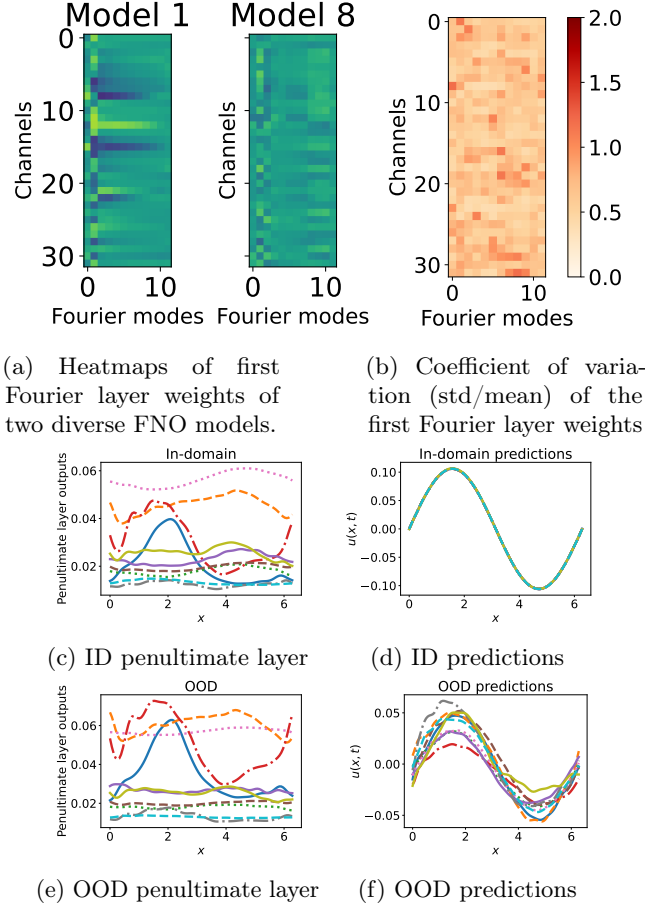 Model 1 Model 8
0
10
20
30
Channels
Channels
0
10
20
30
Channels
2.0
1.5
1.0
0.5
0.0
0 10 0 10 0 10
Fourier modes Fourier modes Fourier modes
(a) Heatmaps of first
Fourier layer weights of
two diverse FNO models.
(b) Coefficient of varia-
tion (std/mean) of the
first Fourier layer weights
In-domain
Penultimate layer outputs
0.06
0.04
0.02
0 2 4 6
x
In-domain predictions
u(x, t)
0.10
0.05
0.00
−0.05
−0.10
0 2 4 6
x
(c) ID penultimate layer
(d) ID predictions
OOD
Penultimate layer outputs
0.06
0.04
0.02
0 2 4 6
x
OOD predictions
u(x, t)
0.05
0.00
−0.05
0 2 4 6
x
(e) OOD penultimate layer
(f) OOD predictions